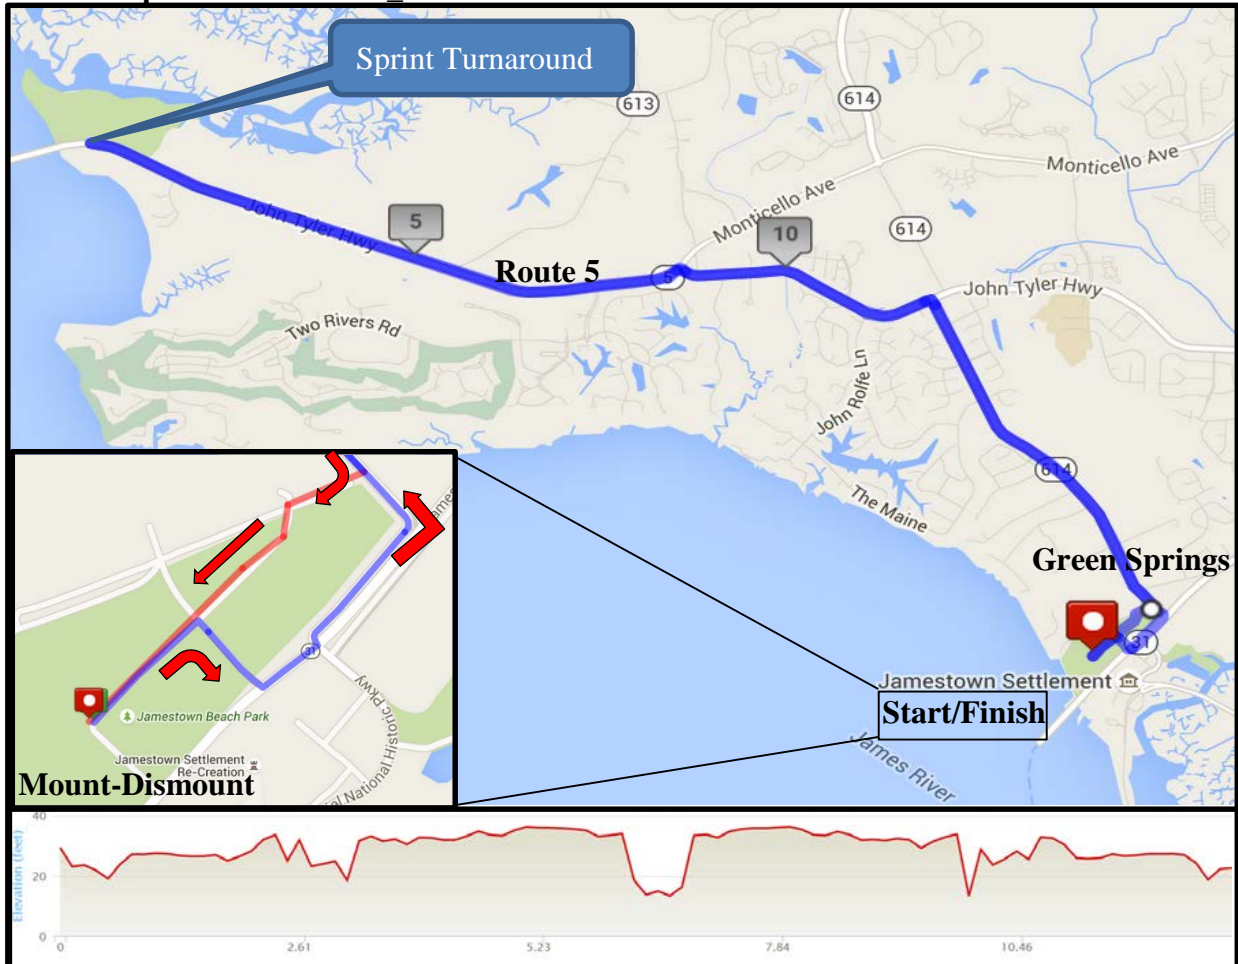 Sprint Turnaround
613
614
Monticello Ave
Monticello Ave
5
John Tyler Hwy
10
614
Route 5
5
John Tyler Hwy
Two Rivers Rd
John Rolfe Ln
614
The Maine
Green Springs
31
Jamestown Settlement
Start/Finish
James River
31
Jamestown Beach Park
Jamestown Settlement
Re-Creation
Historic Pkwy
National
Mount-Dismount
Elevation (feet)
40
20
0
0
2.61
5.23
7.84
10.46